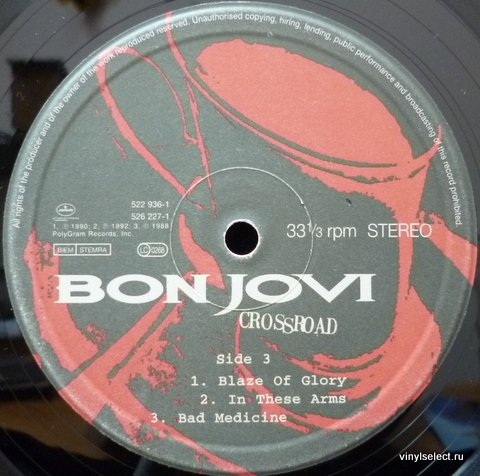 All rights of the producer and of the owner of the work reproduced reserved. Unauthorised copying, hiring, lending, public performance and broadcasting of this record prohibited.
522 936-1
526 227-1
1. ℗ 1990; 2. ℗ 1992; 3. ℗ 1988
PolyGram Records, Inc.
BIEM STEMRA
LC 0268
33 1/3 rpm STEREO
BON JOVI
CROSSROAD
Side 3
1. Blaze Of Glory
2. In These Arms
3. Bad Medicine
vinylselect.ru